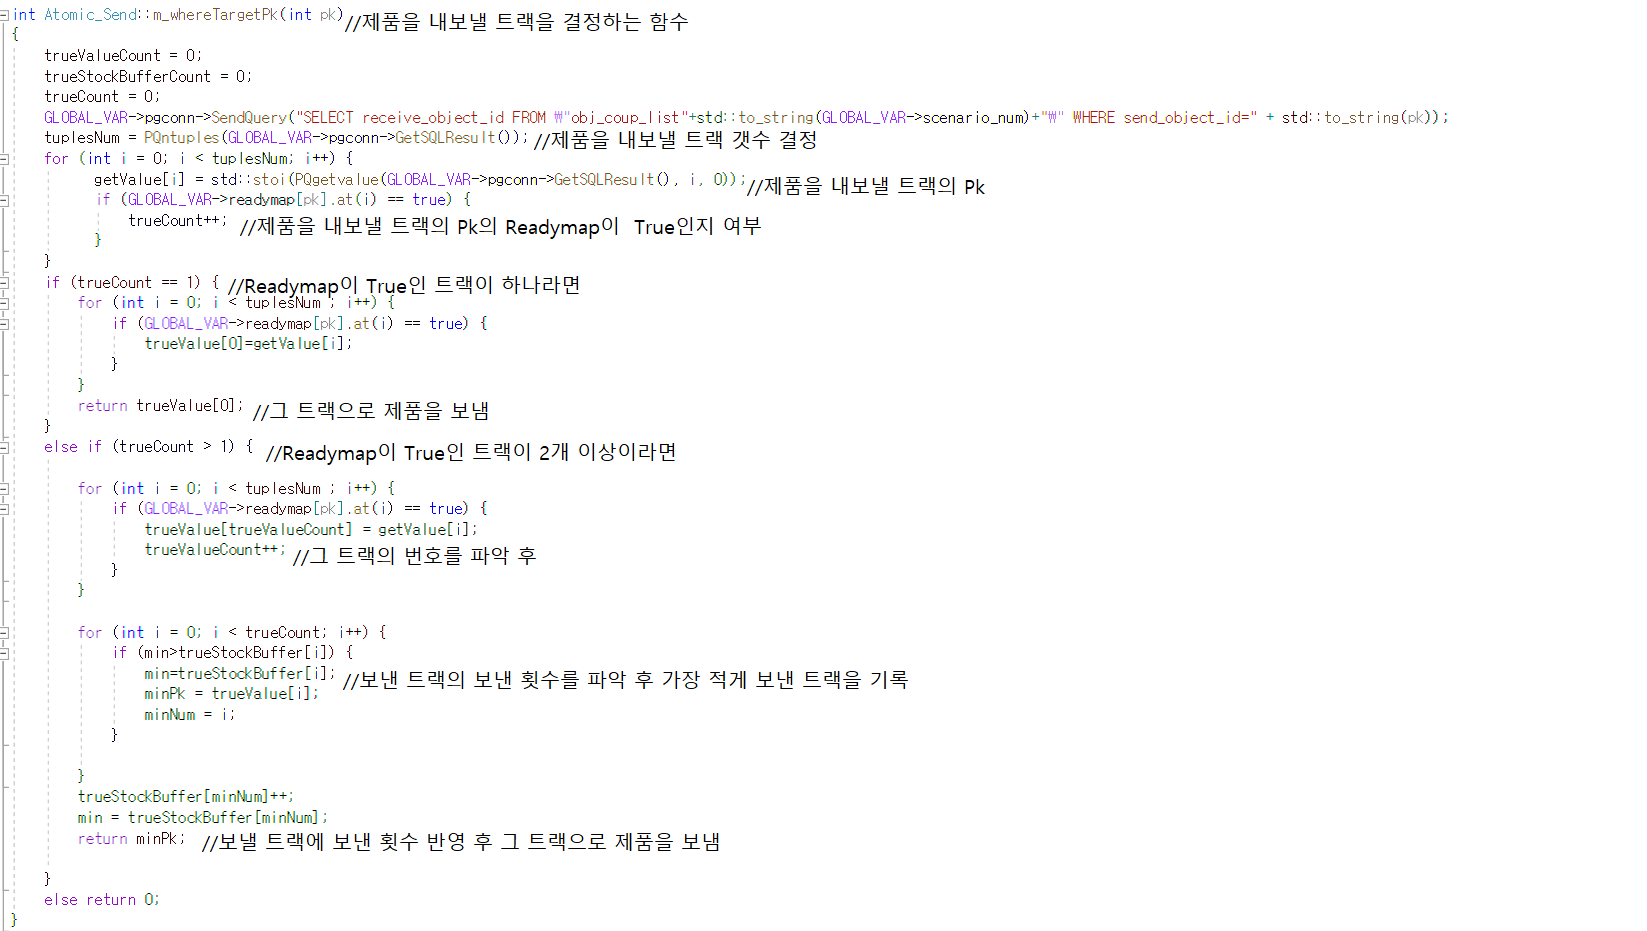 int Atomic_Send::m_whereTargetPk(int pk)//제품을 내보낼 트랙을 결정하는 함수
{
trueValueCount = 0;
trueStockBufferCount = 0;
trueCount = 0;
GLOBAL_VAR->pgconn->SendQuery("SELECT receive_object_id FROM ₩"obj_coup_list"+std::to_string(GLOBAL_VAR->scenario_num)+"₩" WHERE send_object_id=" + std::to_string(pk));
tuplesNum = PQntuples(GLOBAL_VAR->pgconn->GetSQLResult()); //제품을 내보낼 트랙 갯수 결정
for (int i = 0; i < tuplesNum; i++) {
getValue[i] = std::stoi(PQgetvalue(GLOBAL_VAR->pgconn->GetSQLResult(), i, 0)); //제품을 내보낼 트랙의 Pk
if (GLOBAL_VAR->readymap[pk].at(i) == true) {
trueCount++; //제품을 내보낼 트랙의 Pk의 Readymap이 True인지 여부
}
}
if (trueCount == 1) { //Readymap이 True인 트랙이 하나라면
for (int i = 0; i < tuplesNum ; i++) {
if (GLOBAL_VAR->readymap[pk].at(i) == true) {
trueValue[0]=getValue[i];
}
}
return trueValue[0]; //그 트랙으로 제품을 보냄
}
else if (trueCount > 1) { //Readymap이 True인 트랙이 2개 이상이라면
for (int i = 0; i < tuplesNum ; i++) {
if (GLOBAL_VAR->readymap[pk].at(i) == true) {
trueValue[trueValueCount] = getValue[i];
trueValueCount++; //그 트랙의 번호를 파악 후
}
}
for (int i = 0; i < trueCount; i++) {
if (min>trueStockBuffer[i]) {
min=trueStockBuffer[i]; //보낸 트랙의 보낸 횟수를 파악 후 가장 적게 보낸 트랙을 기록
minPk = trueValue[i];
minNum = i;
}
}
trueStockBuffer[minNum]++;
min = trueStockBuffer[minNum];
return minPk; //보낼 트랙에 보낸 횟수 반영 후 그 트랙으로 제품을 보냄
}
else return 0;
}